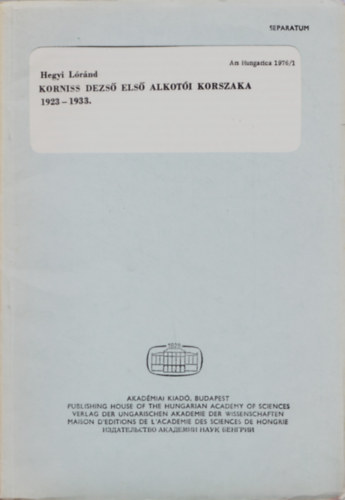 SEPARATUM
Ars Hungarica 1976/1
Hegyi Lóránd
KORNISS DEZSŐ ELSŐ ALKOTÓI KORSZAKA
1923–1933.
AKADÉMIAI KIADÓ, BUDAPEST
PUBLISHING HOUSE OF THE HUNGARIAN ACADEMY OF SCIENCES
VERLAG DER UNGARISCHEN AKADEMIE DER WISSENSCHAFTEN
MAISON D'EDITIONS DE L'ACADÉMIE DES SCIENCES DE HONGRIE
ИЗДАТЕЛЬСТВО АКАДЕМИИ НАУК ВЕНГРИИ